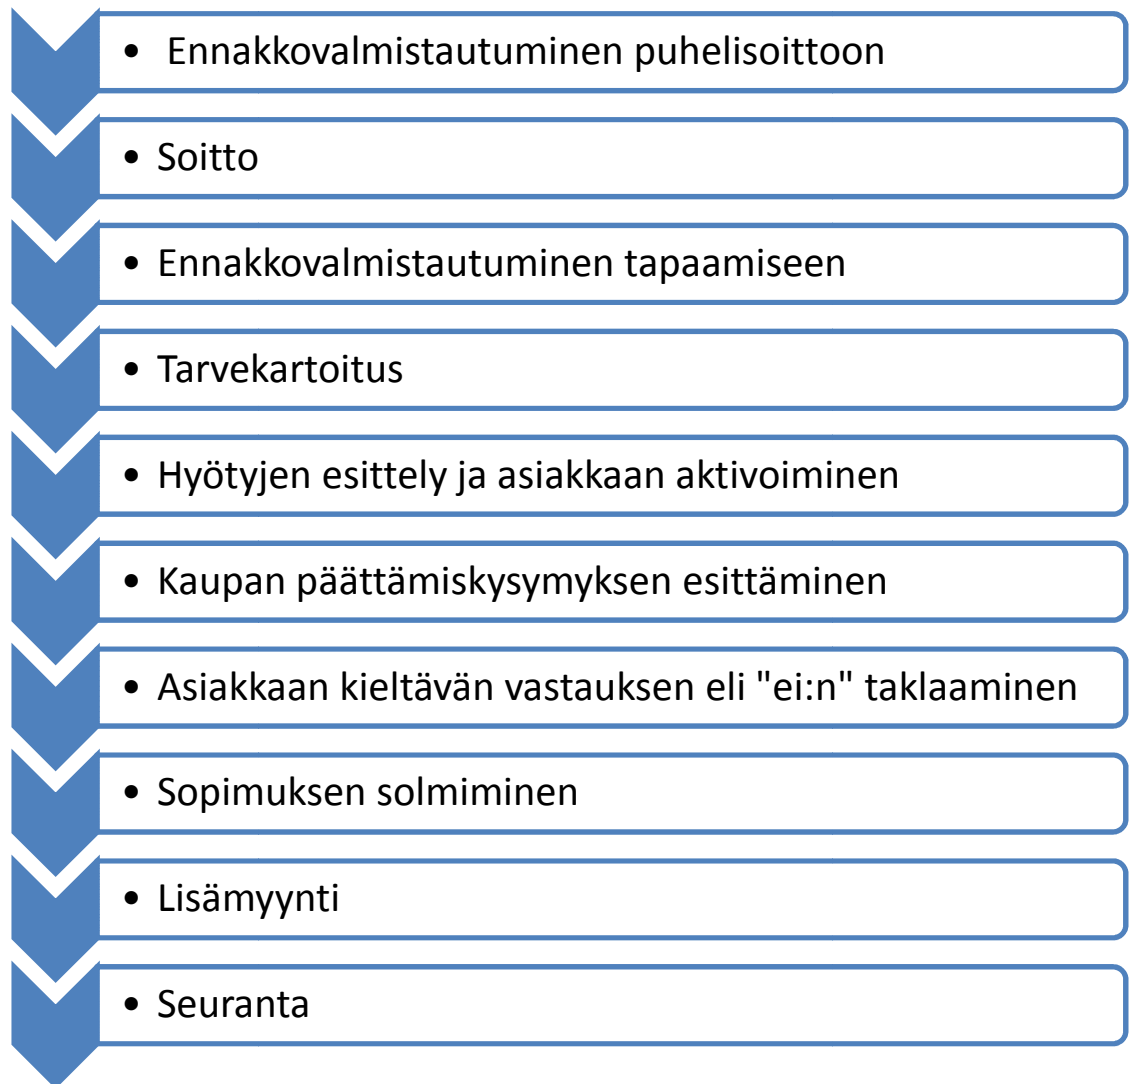 • Ennakkovalmistautuminen puhelisoittoon
• Soitto
• Ennakkovalmistautuminen tapaamiseen
• Tarvekartoitus
• Hyötyjen esittely ja asiakkaan aktivoiminen
• Kaupan päättämiskysymyksen esittäminen
• Asiakkaan kieltävän vastauksen eli "ei:n" taklaaminen
• Sopimuksen solmiminen
• Lisämyynti
• Seuranta